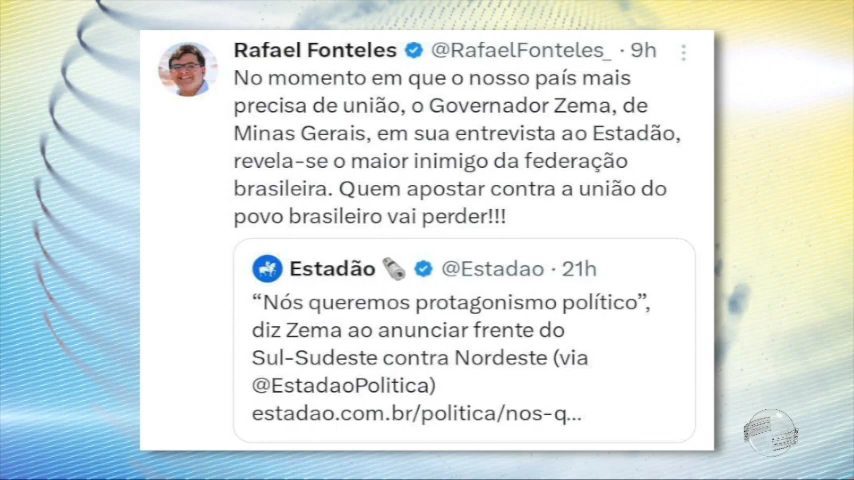 Rafael Fonteles @RafaelFonteles_ · 9h
No momento em que o nosso país mais
precisa de união, o Governador Zema, de
Minas Gerais, em sua entrevista ao Estadão,
revela-se o maior inimigo da federação
brasileira. Quem apostar contra a união do
povo brasileiro vai perder!!!
Estadão 🗞️ @Estadao · 21h
“Nós queremos protagonismo político”,
diz Zema ao anunciar frente do
Sul-Sudeste contra Nordeste (via
@EstadaoPolitica)
estadao.com.br/politica/nos-q...